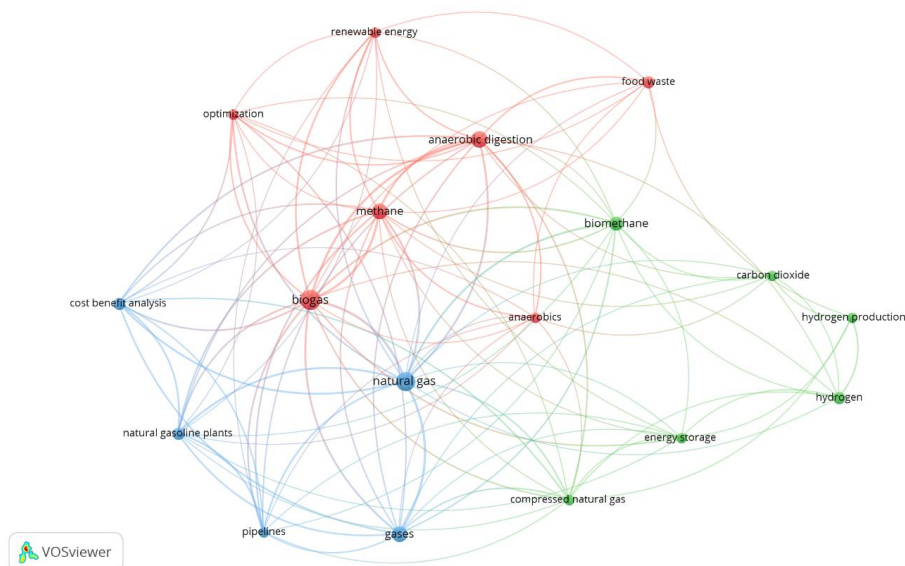 renewable energy
food waste
optimization
anaerobic digestion
methane
biomethane
carbon dioxide
cost benefit analysis
biogas
anaerobics
hydrogen production
natural gas
hydrogen
natural gasoline plants
energy storage
compressed natural gas
pipelines
gases
VOSviewer